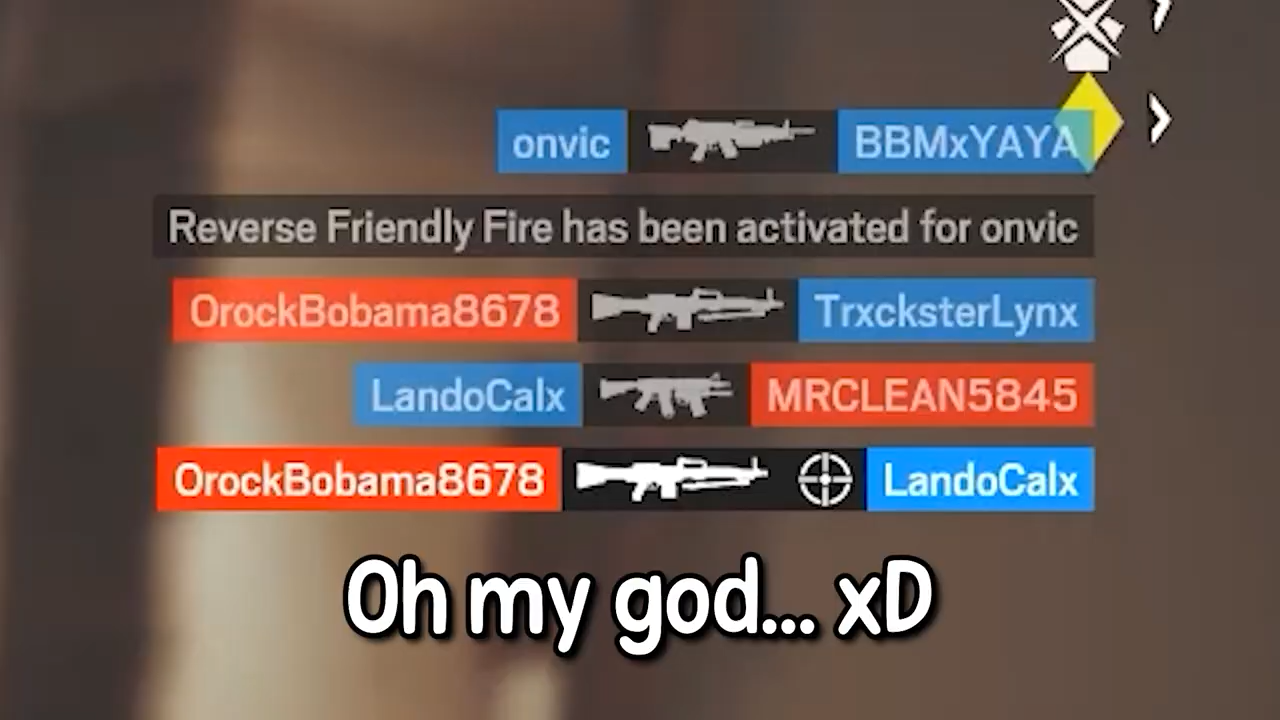 onvic BBMxYAYA
Reverse Friendly Fire has been activated for onvic
OrockBobama8678 TrxcksterLynx
LandoCalx MRCLEAN5845
OrockBobama8678 LandoCalx
Oh my god... xD